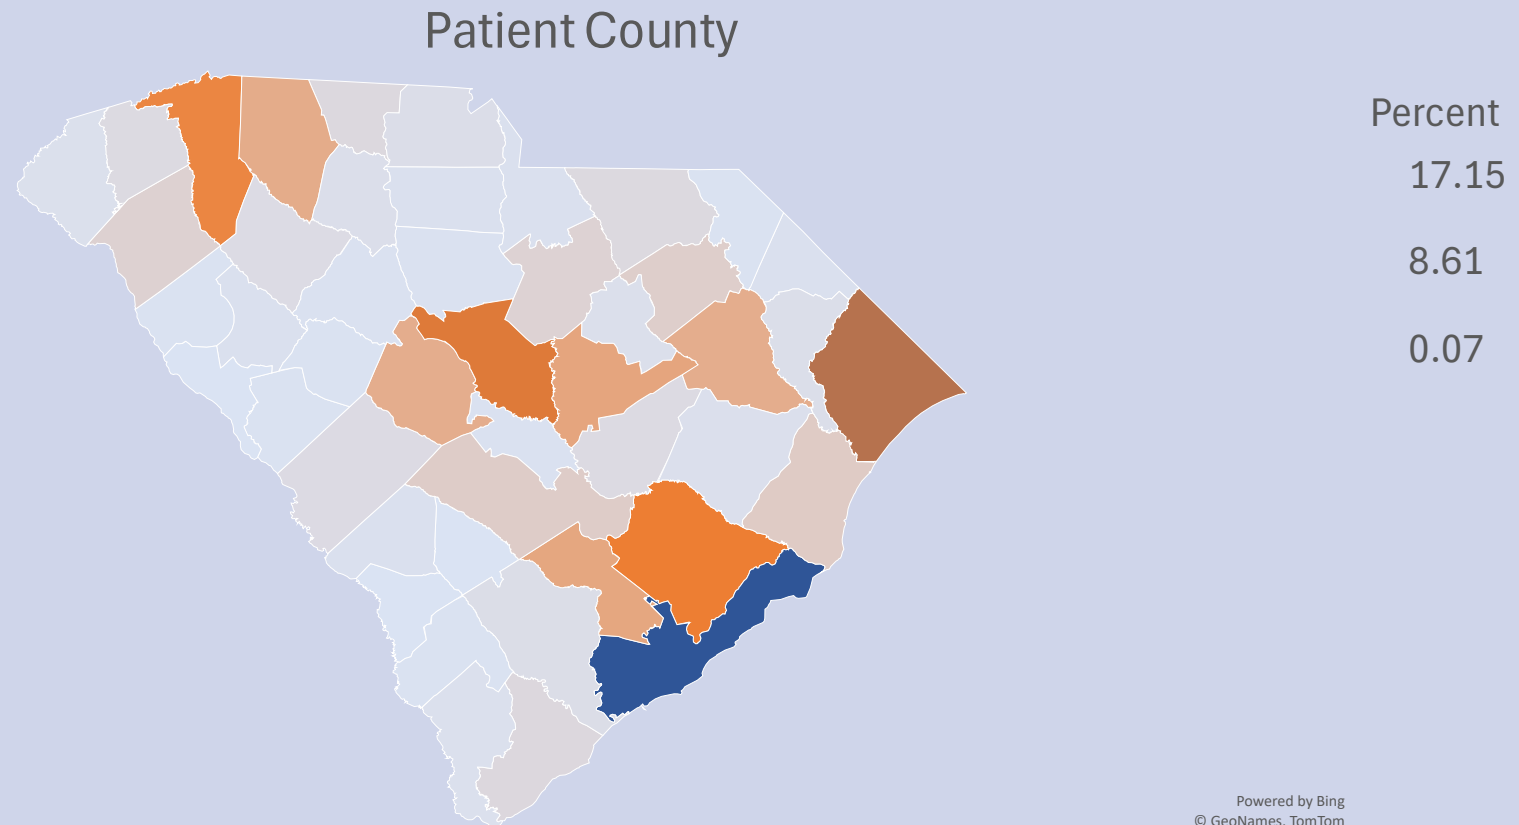 Patient County
Percent
17.15
8.61
0.07
Powered by Bing
© GeoNames, TomTom